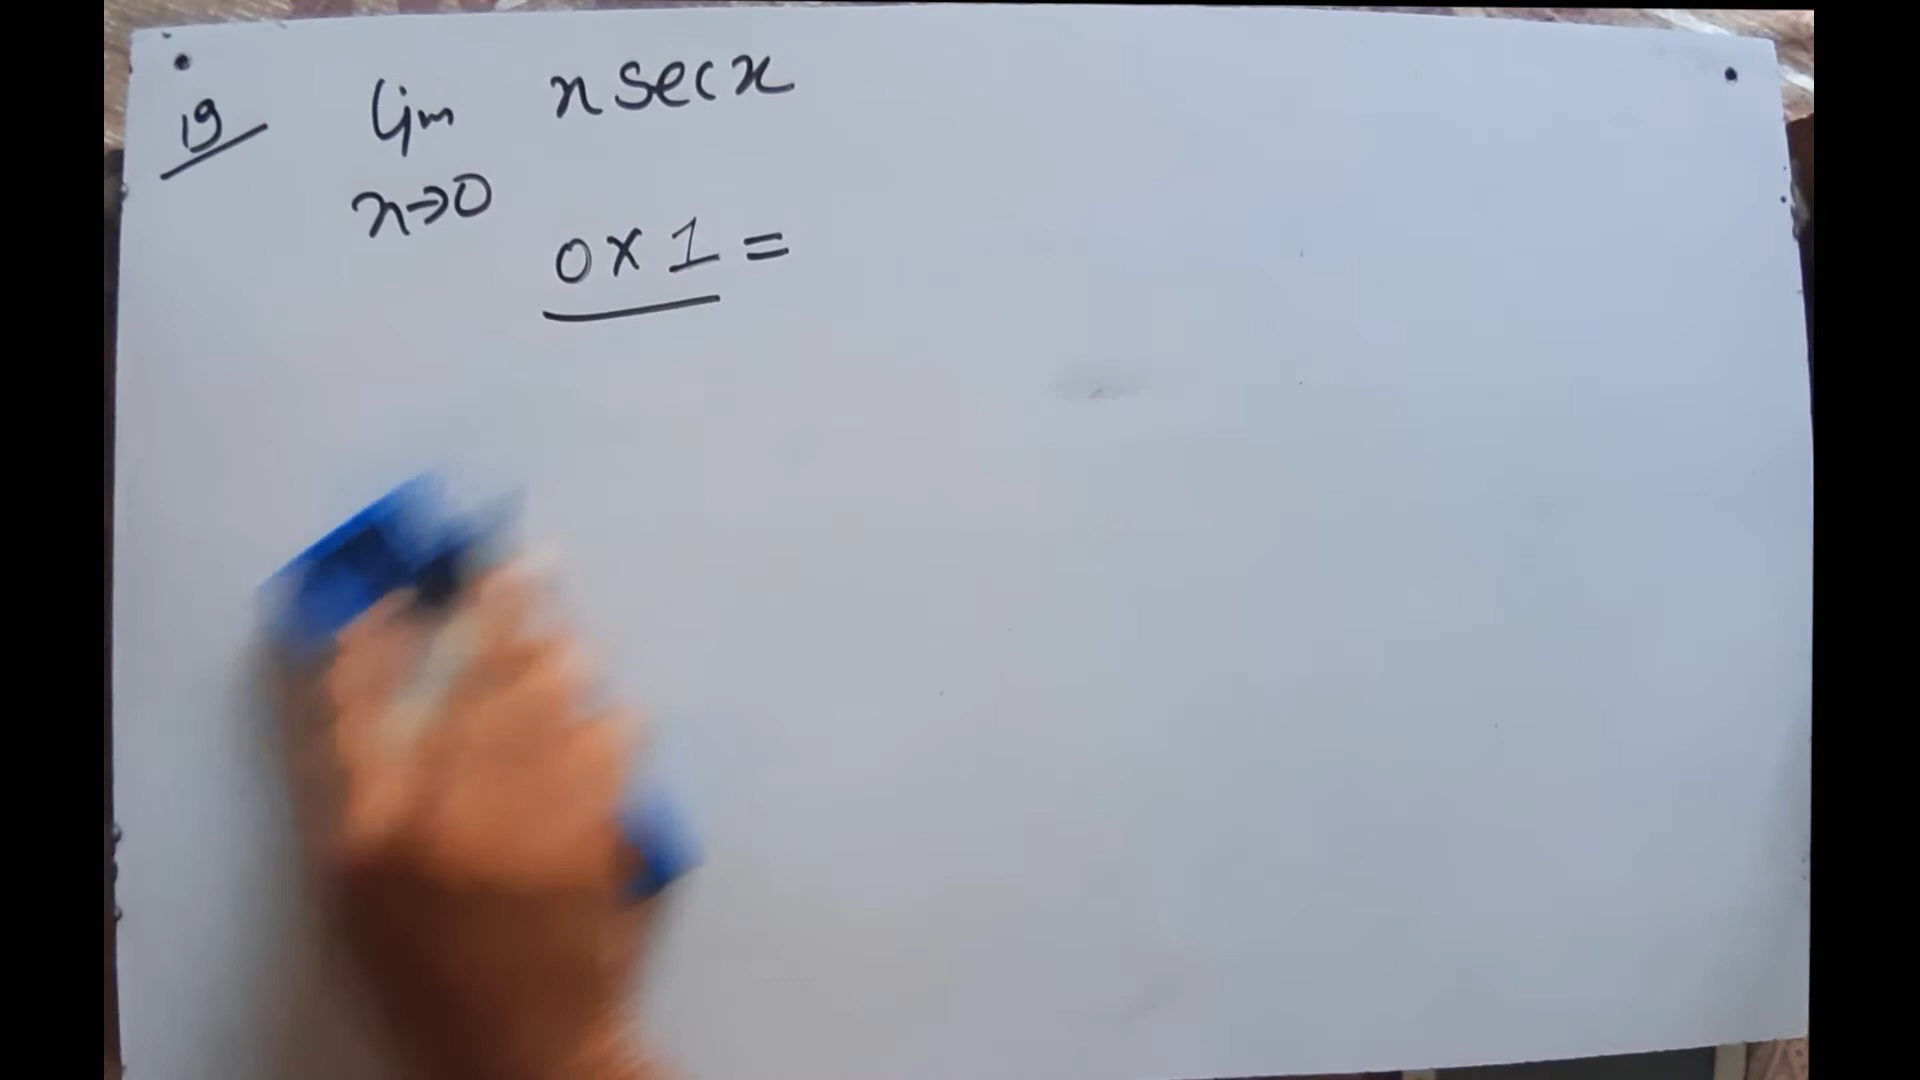 19 lim x sec x
x→0
0 × 1 =